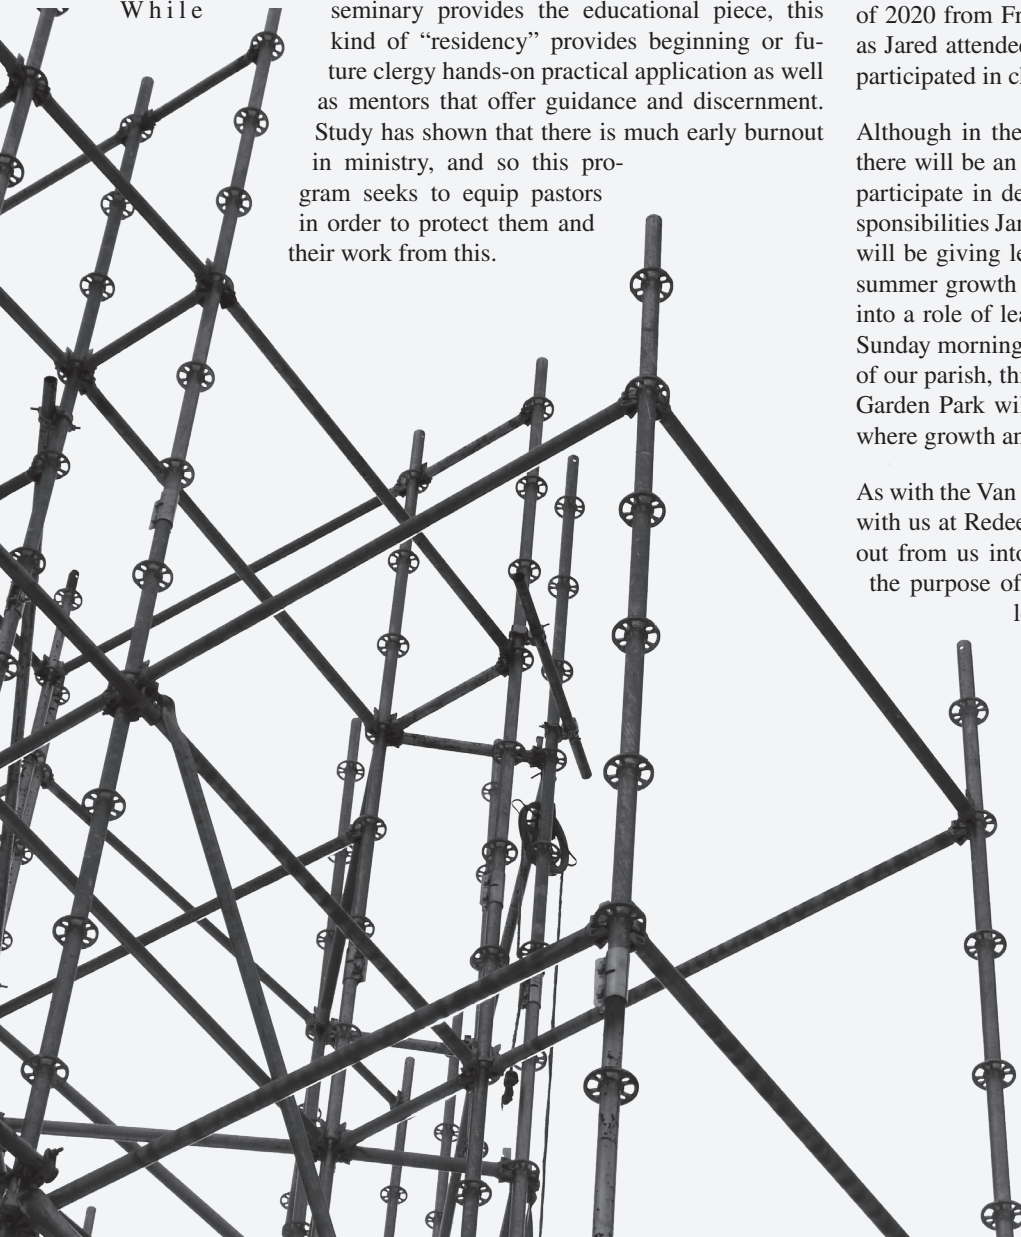 While
seminary provides the educational piece, this
kind of “residency” provides beginning or fu-
ture clergy hands-on practical application as well
as mentors that offer guidance and discernment.
Study has shown that there is much early burnout
in ministry, and so this pro-
gram seeks to equip pastors
in order to protect them and
their work from this.
of 2020 from
as Jared attended
participated in
Although in the
there will be an
participate in
sponsibilities
will be giving
summer growth
into a role of
Sunday morning
of our parish,
Garden Park
where growth
As with the Van
with us at
out from us
the purpose of